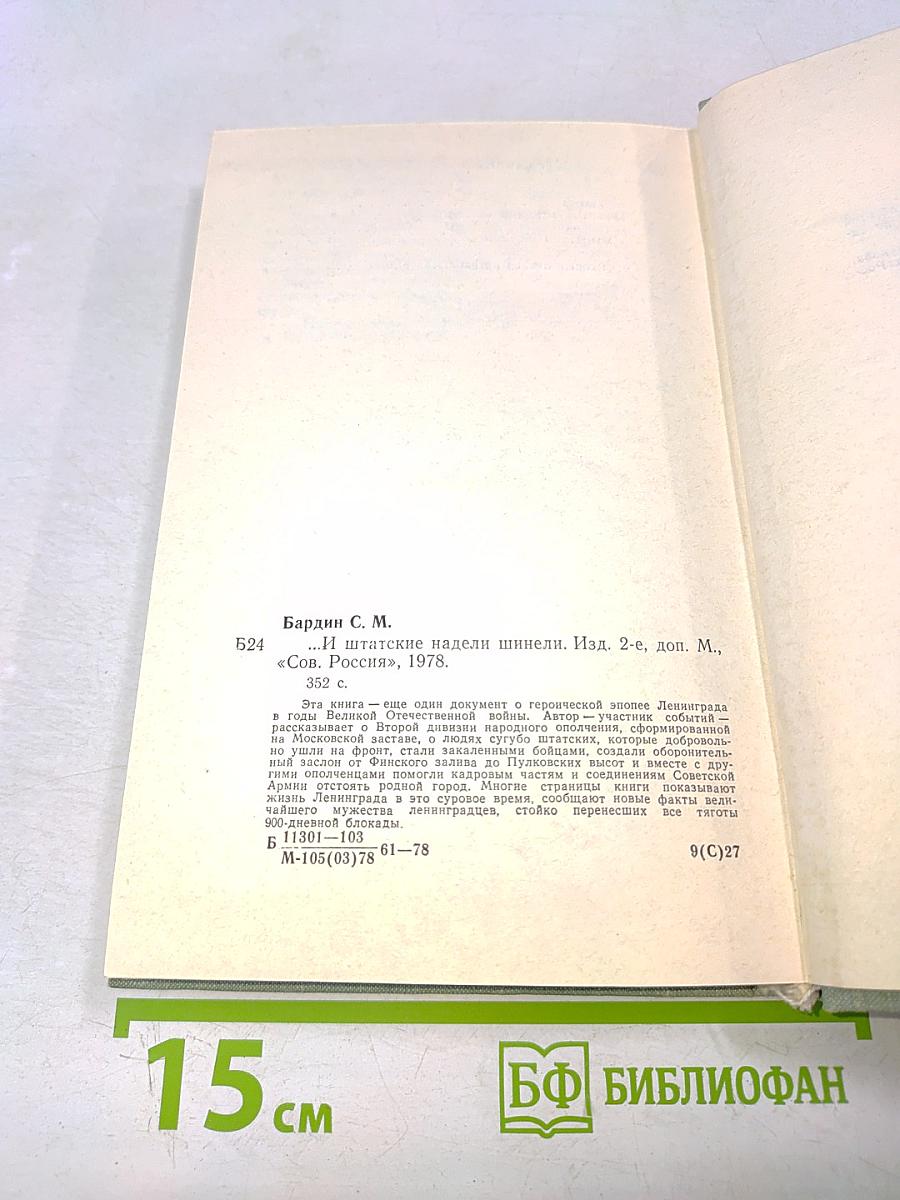 Бардин С. М.
Б24 ...И штатские надели шинели. Изд. 2-е, доп. М.,
«Сов. Россия», 1978.
352 с.
Эта книга — еще один документ о героической эпопее Ленинграда
в годы Великой Отечественной войны. Автор — участник событий —
рассказывает о Второй дивизии народного ополчения, сформированной
на Московской заставе, о людях сугубо штатских, которые доброволь-
но ушли на фронт, стали закаленными бойцами, создали оборонитель-
ный заслон от Финского залива до Пулковских высот и вместе с дру-
гими ополченцами помогли кадровым частям и соединениям Советской
Армии отстоять родной город. Многие страницы книги показывают
жизнь Ленинграда в это суровое время, сообщают новые факты вели-
чайшего мужества ленинградцев, стойко перенесших все тяготы
900-дневной блокады.
Б 11301—103
М-105(03)78 61—78 9(С)27
15 см
БФ БИБЛИОФАН